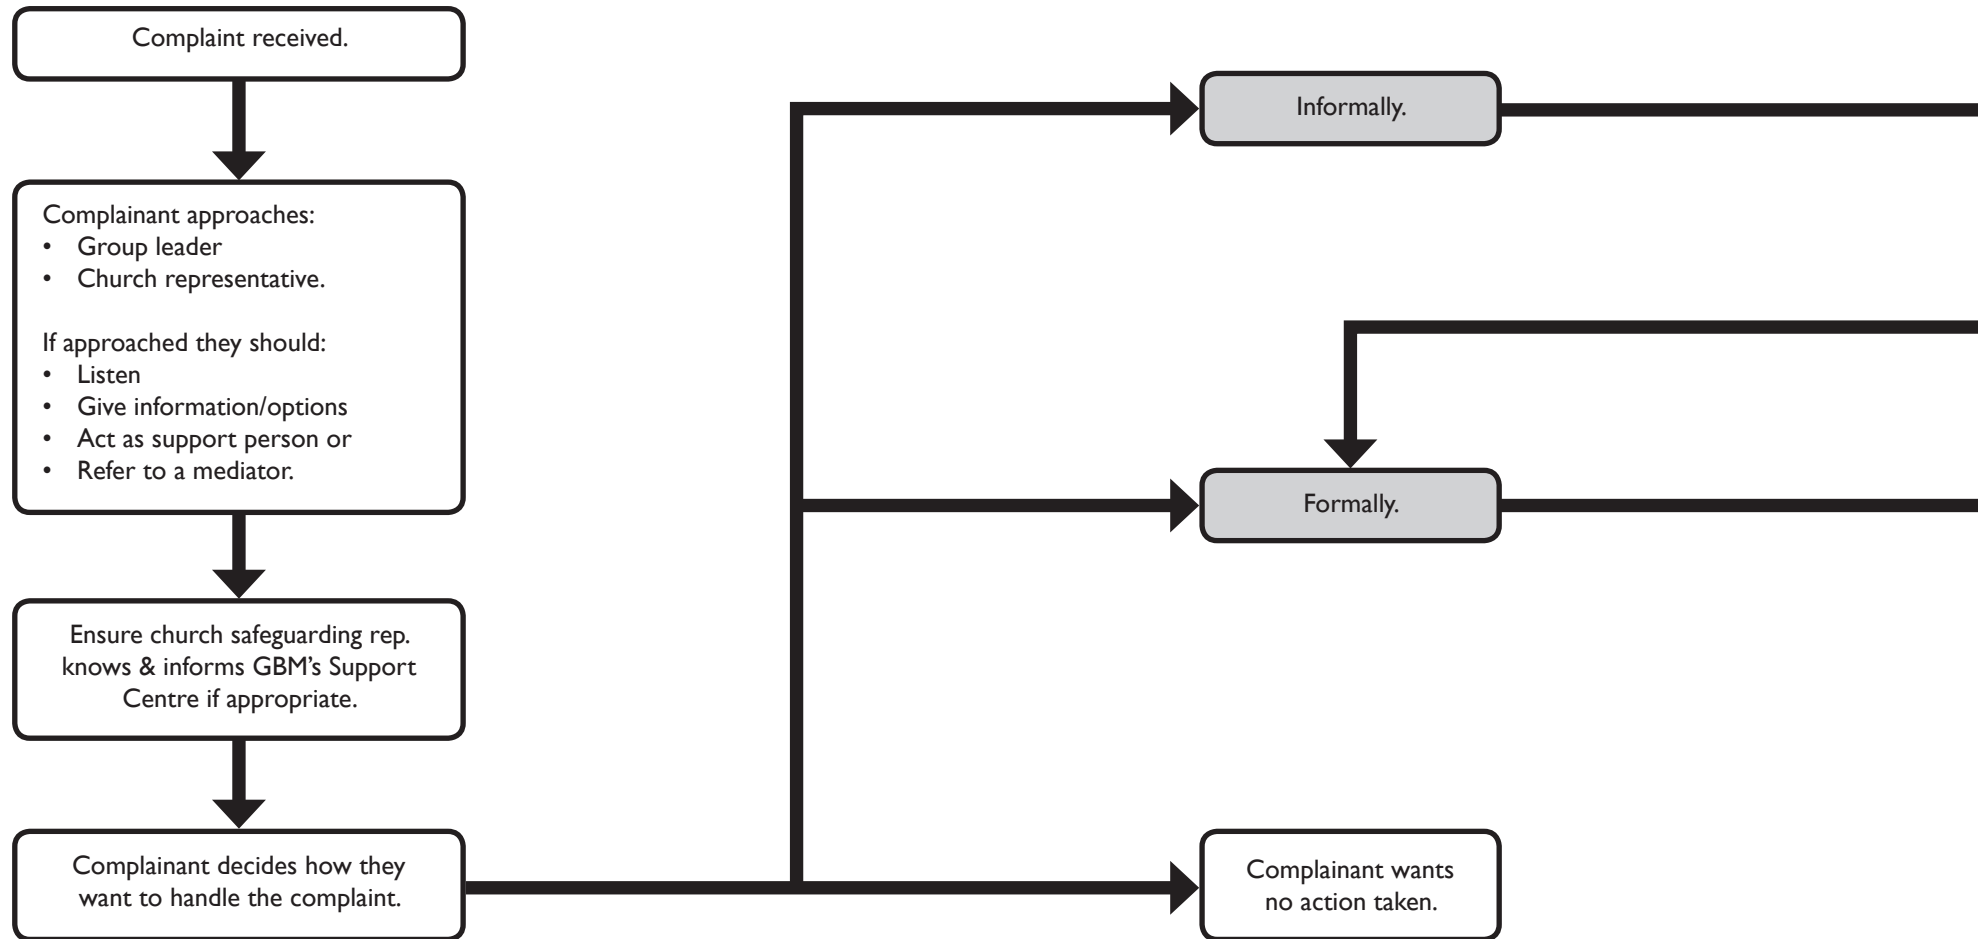 Complaint received.
Complainant approaches:
• Group leader
• Church representative.
If approached they should:
• Listen
• Give information/options
• Act as support person or
• Refer to a mediator.
Ensure church safeguarding rep.
knows & informs GBM's Support
Centre if appropriate.
Complainant decides how they
want to handle the complaint.
Informally.
Formally.
Complainant wants
no action taken.